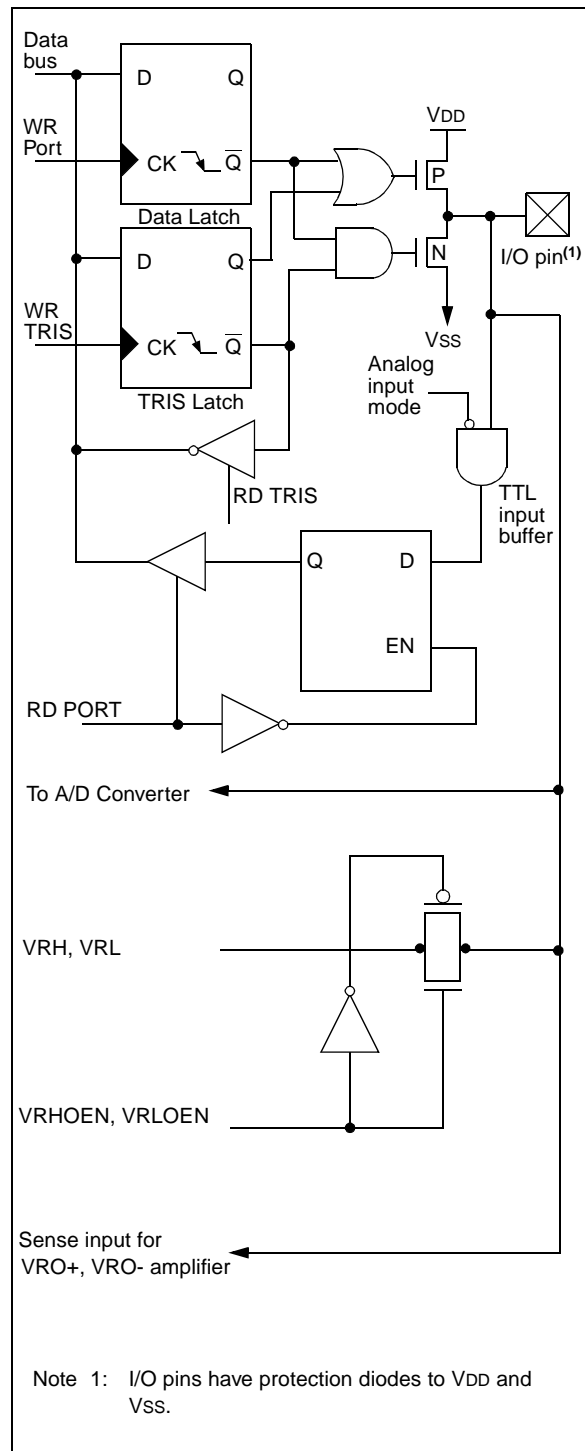 Data
bus
D Q
WR
Port
CK Q
Data Latch
VDD
P
N
I/O pin(1)
VSS
D Q
WR
TRIS
CK Q
TRIS Latch
Analog
input
mode
RD TRIS
TTL
input
buffer
Q D
EN
RD PORT
To A/D Converter
VRH, VRL
VRHOEN, VRLOEN
Sense input for
VRO+, VRO- amplifier
Note 1: I/O pins have protection diodes to VDD and
VSS.